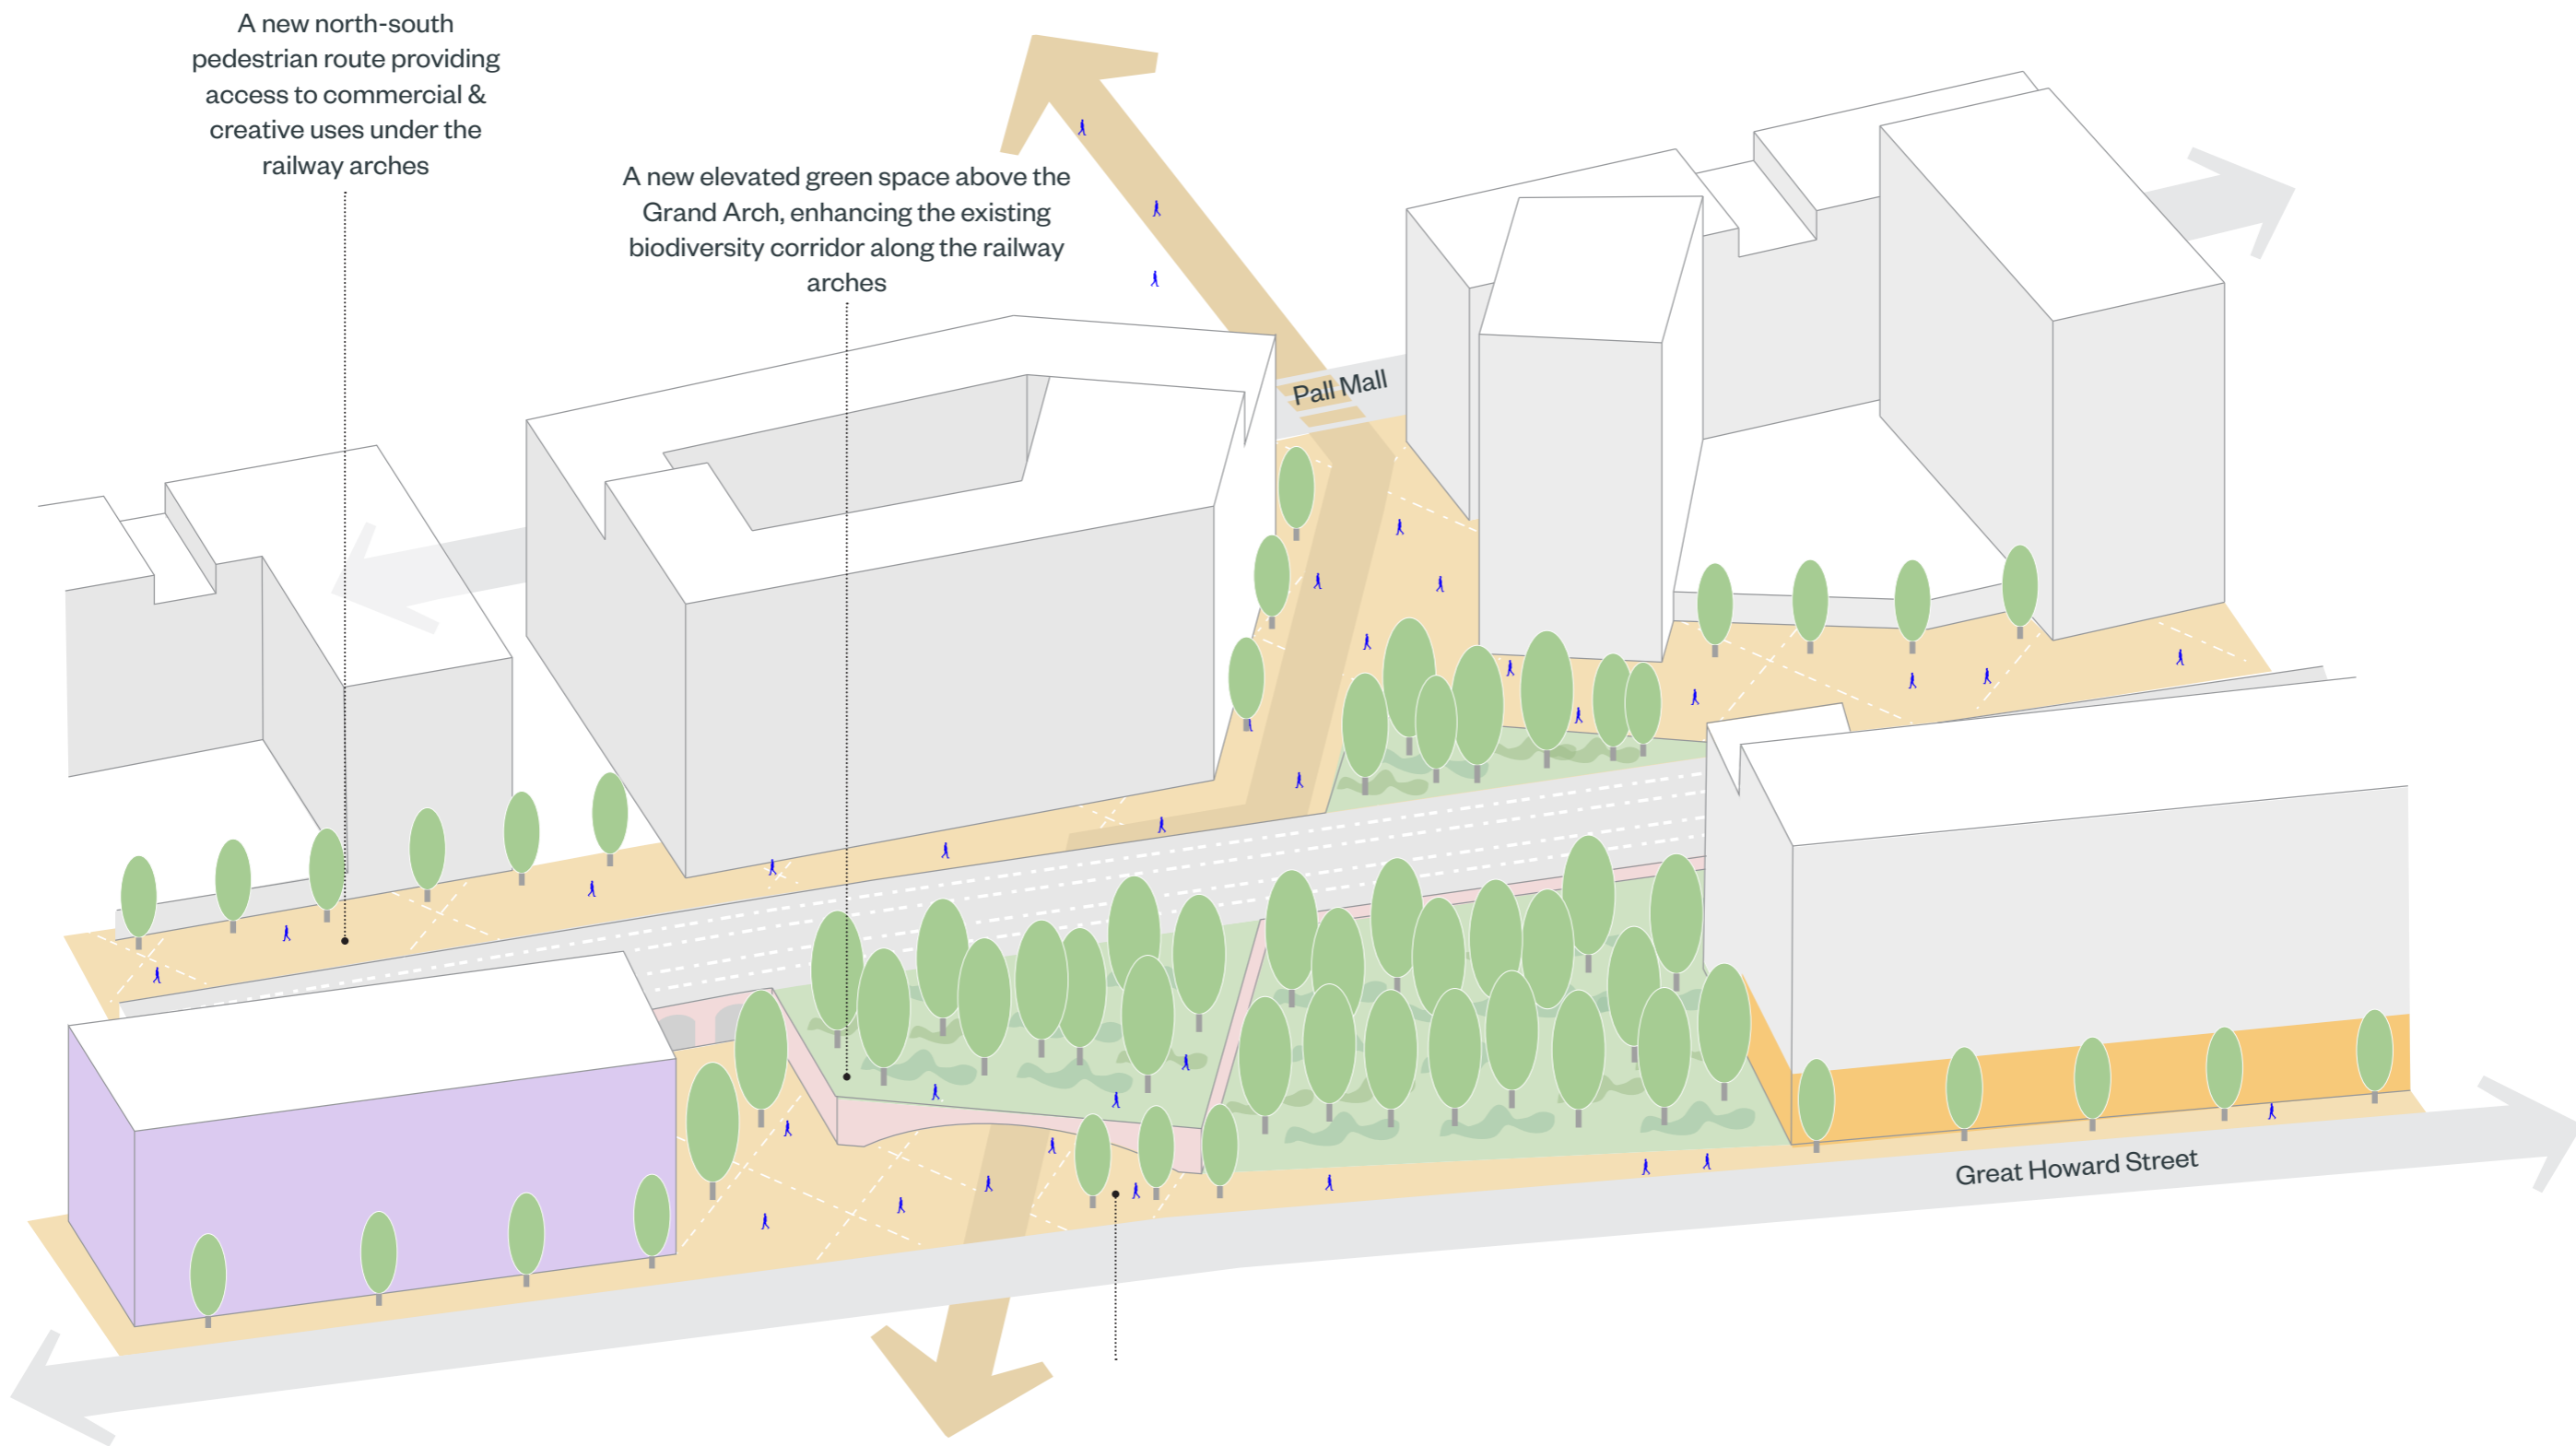 A new north-south
pedestrian route providing
access to commercial &
creative uses under the
railway arches
A new elevated green space above the
Grand Arch, enhancing the existing
biodiversity corridor along the railway
arches
Pall Mall
Great Howard Street